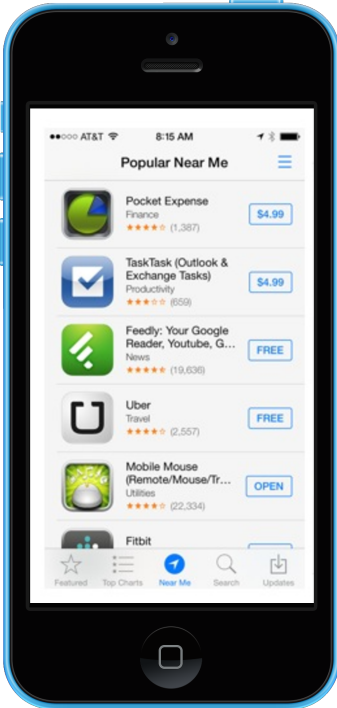 AT&T 8:15 AM
Popular Near Me
Pocket Expense
Finance
(1,387)
$4.99
TaskTask (Outlook &
Exchange Tasks)
Productivity
(659)
$4.99
Feedly: Your Google
Reader, Youtube, G...
News
(19,636)
FREE
Uber
Travel
(2,557)
FREE
Mobile Mouse
(Remote/Mouse/Tr...
Utilities
(22,334)
OPEN
Fitbit
Featured Top Charts Near Me Search Updates